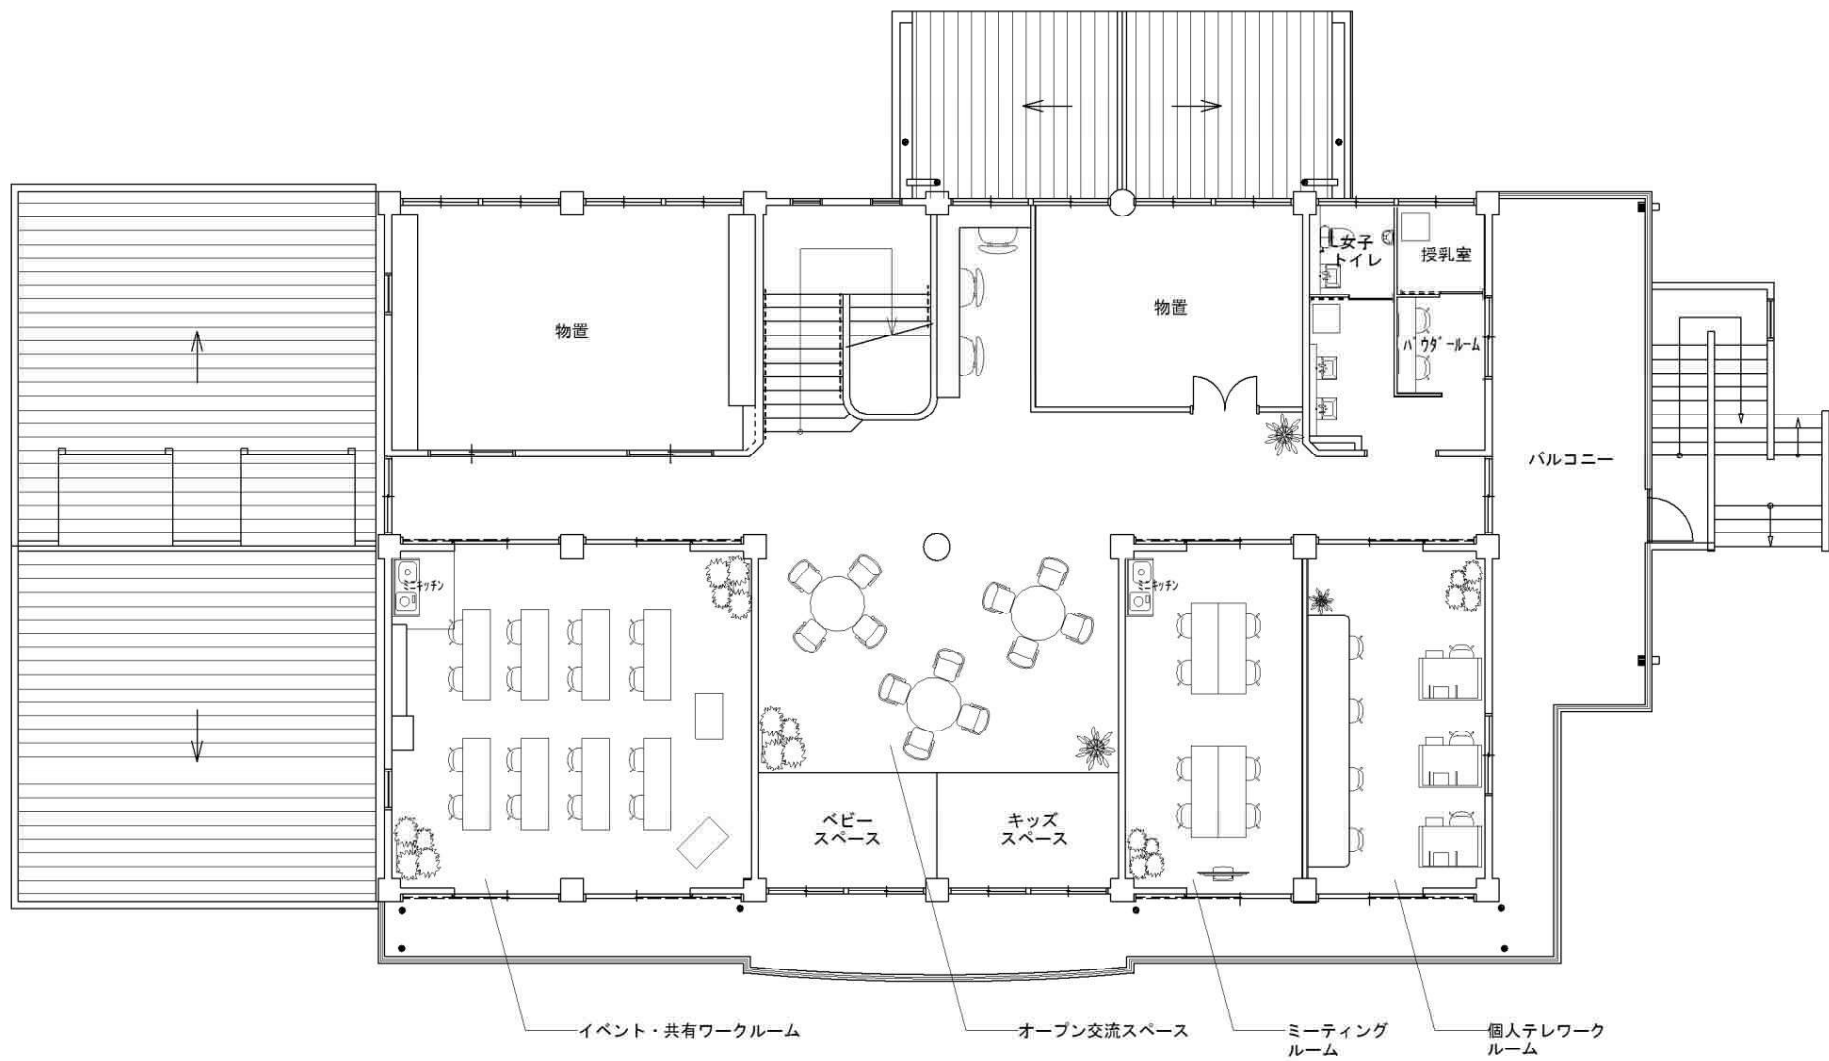 女子
トイレ
授乳室
物置
物置
パウダールーム
バルコニー
ミニキッチン
ミニキッチン
ベビー
スペース
キッズ
スペース
イベント・共有ワークルーム
オープン交流スペース
ミーティング
ルーム
個人テレワーク
ルーム